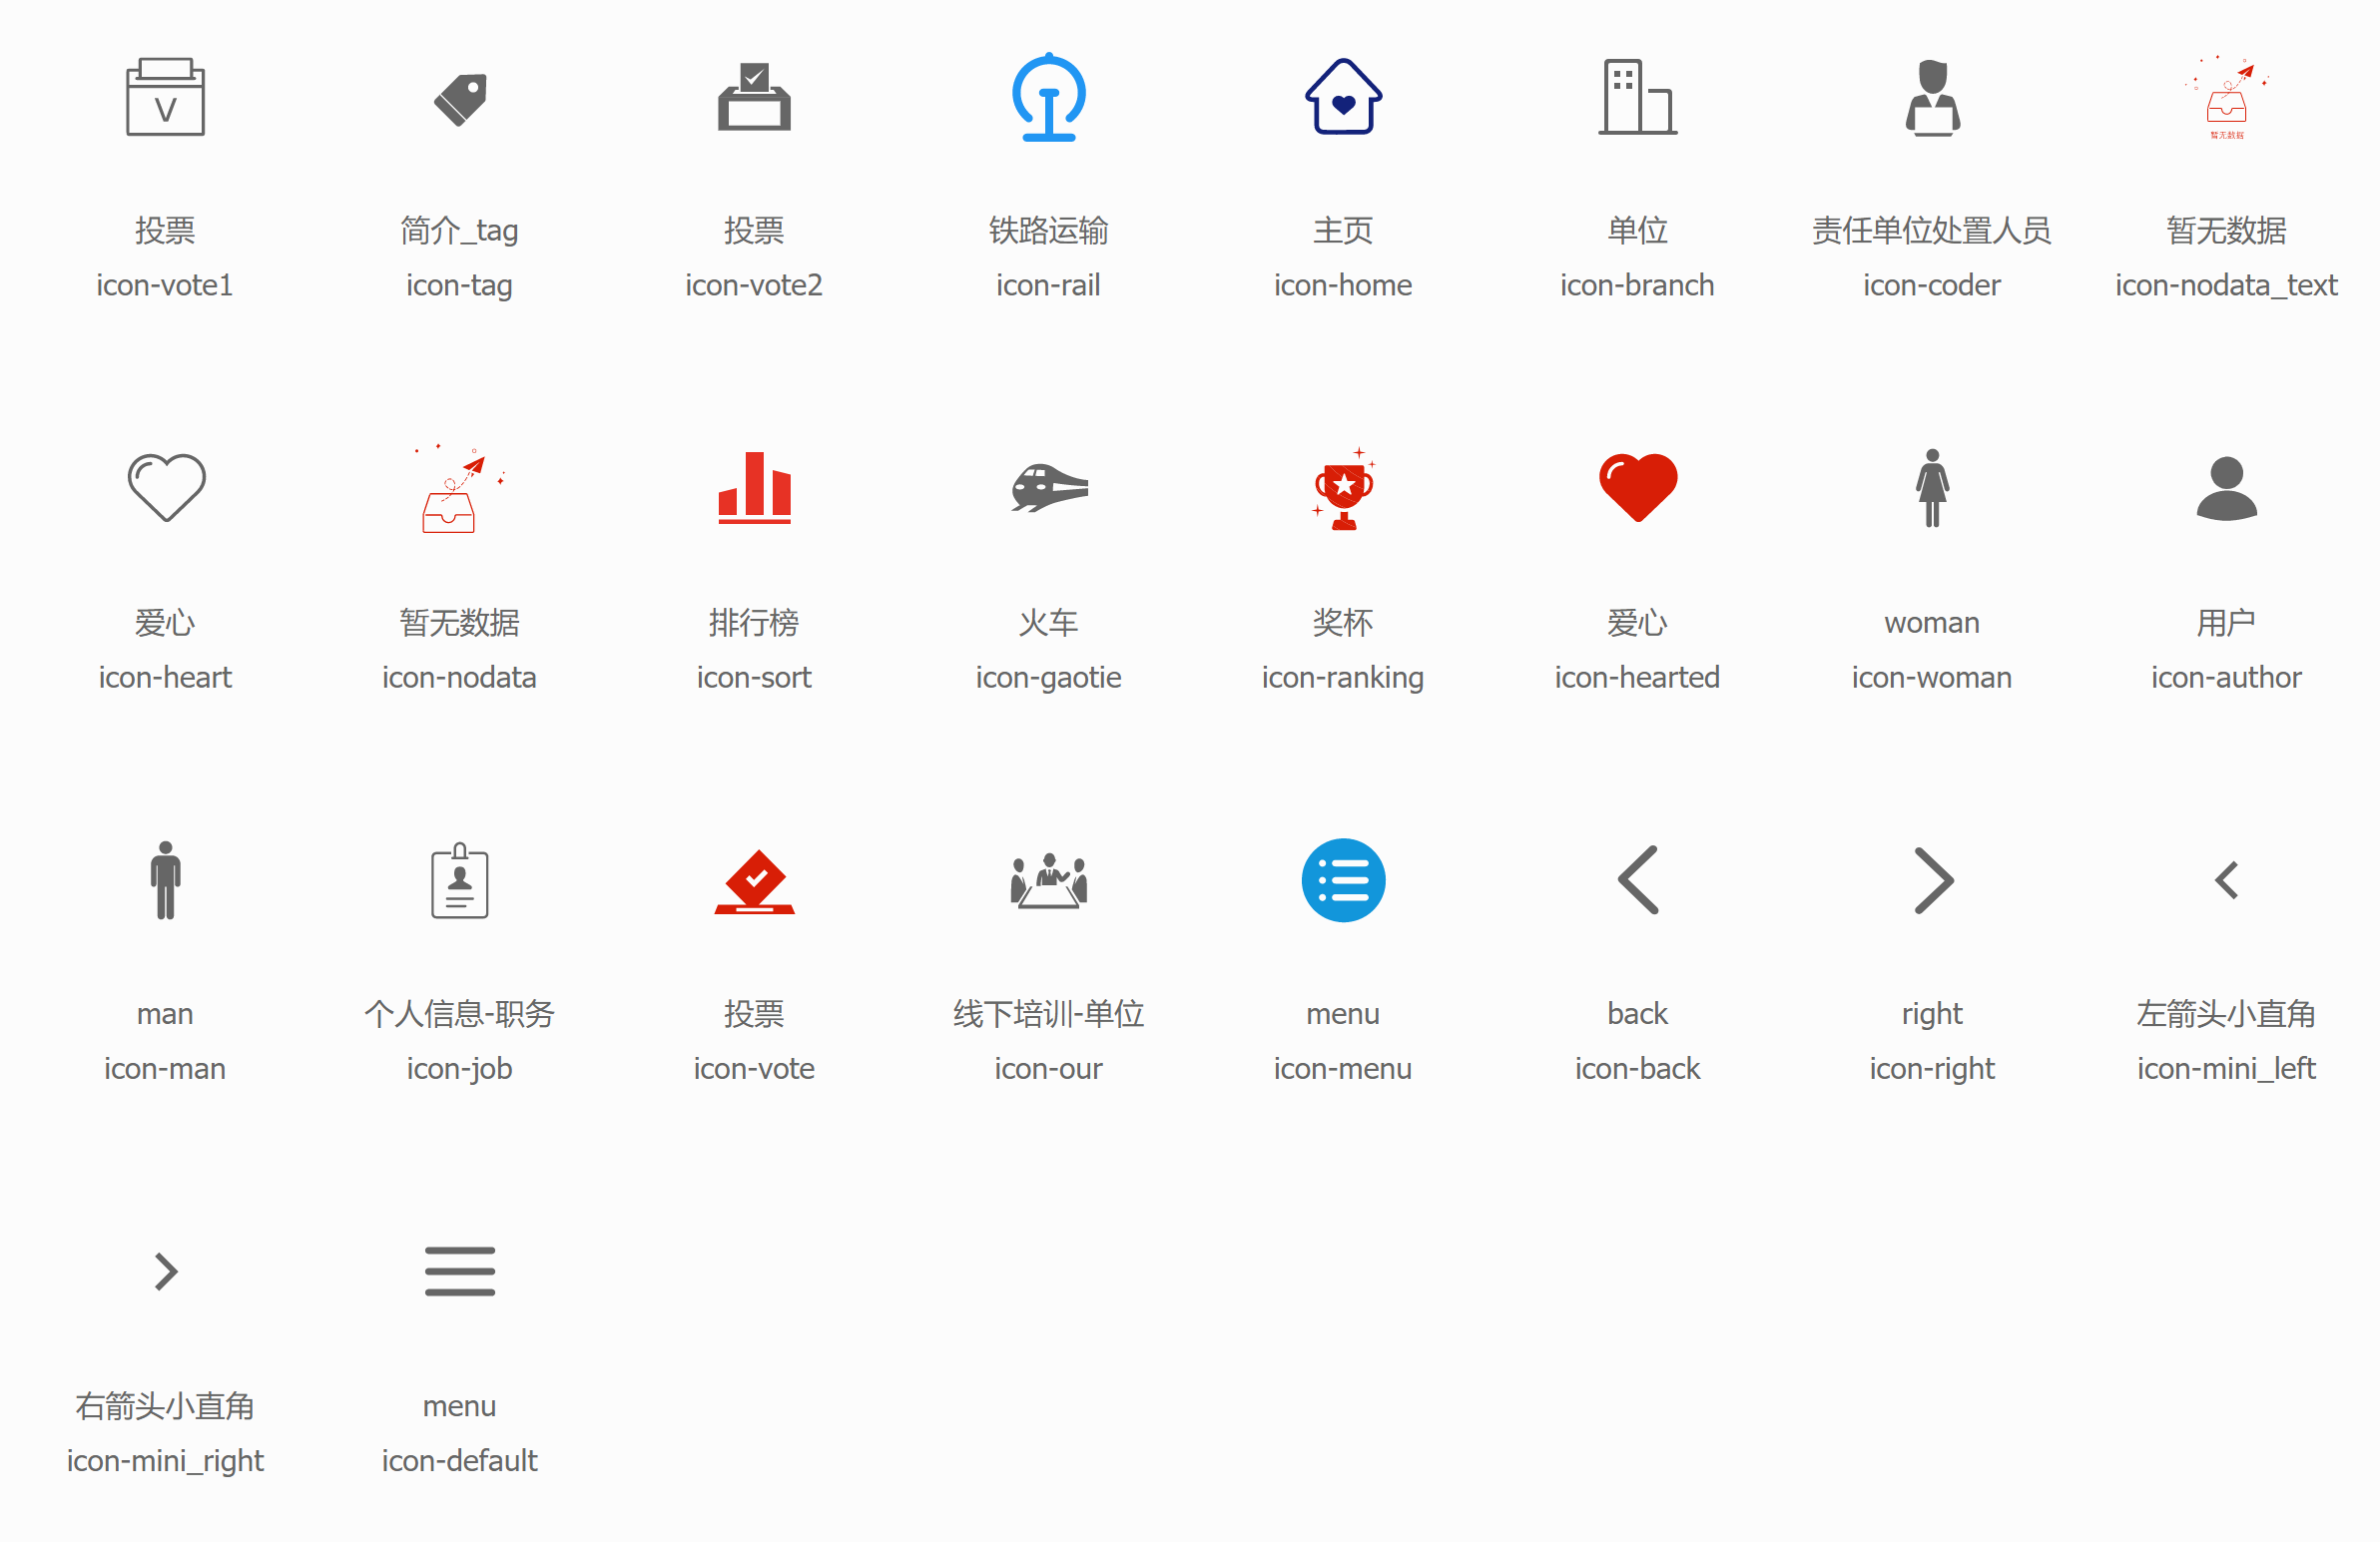 V
暂无数据
投票 简介_tag 投票 铁路运输 主页 单位 责任单位处置人员 暂无数据
icon-vote1 icon-tag icon-vote2 icon-rail icon-home icon-branch icon-coder icon-nodata_text
爱心 暂无数据 排行榜 火车 奖杯 爱心 woman 用户
icon-heart icon-nodata icon-sort icon-gaotie icon-ranking icon-hearted icon-woman icon-author
man 个人信息-职务 投票 线下培训-单位 menu back right 左箭头小直角
icon-man icon-job icon-vote icon-our icon-menu icon-back icon-right icon-mini_left
右箭头小直角 menu
icon-mini_right icon-default